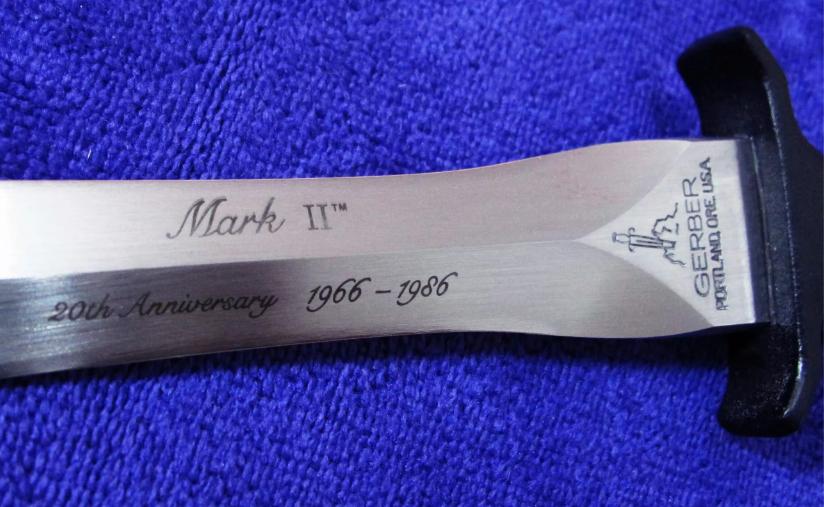 Mark II™
20th Anniversary 1966 - 1986
GERBER
PORTLAND, ORE. USA